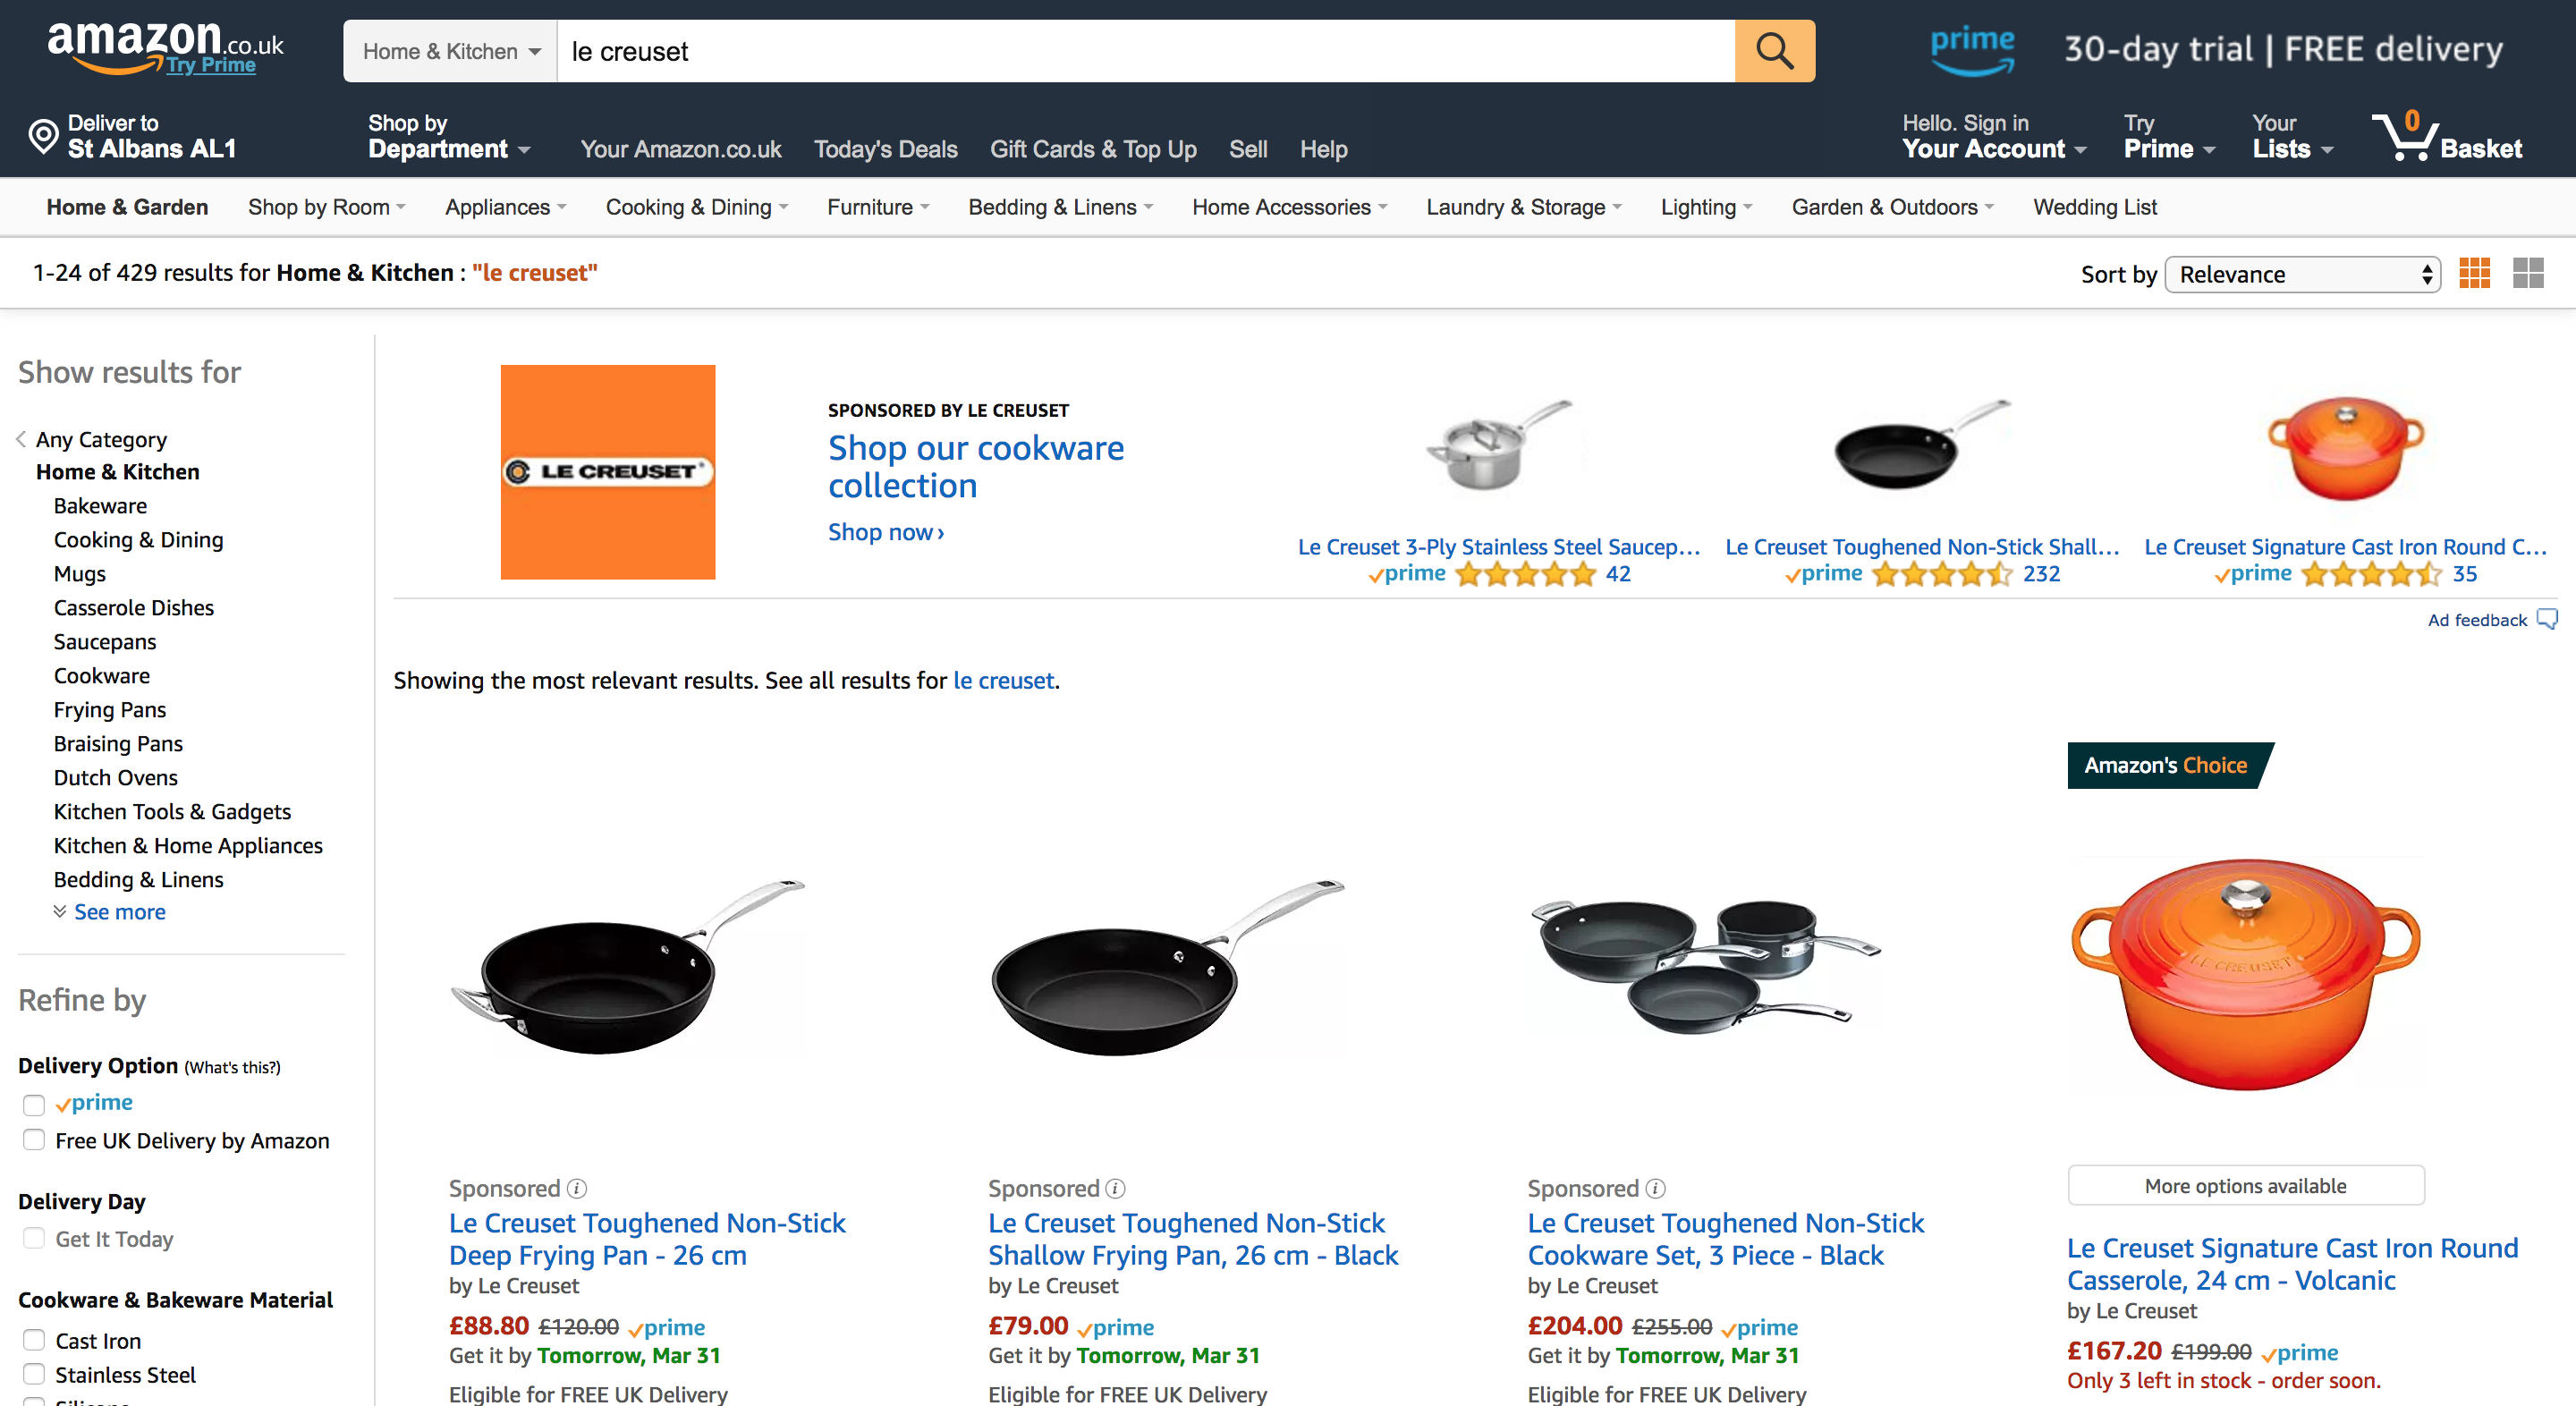 amazon.co.uk
Try Prime
Home & Kitchen
le creuset
prime
30-day trial | FREE delivery
Deliver to
St Albans AL1
Shop by
Department
Your Amazon.co.uk
Today's Deals
Gift Cards & Top Up
Sell
Help
Hello. Sign in
Your Account
Try
Prime
Your
Lists
0
Basket
Home & Garden
Shop by Room
Appliances
Cooking & Dining
Furniture
Bedding & Linens
Home Accessories
Laundry & Storage
Lighting
Garden & Outdoors
Wedding List
1-24 of 429 results for Home & Kitchen : "le creuset"
Sort by
Relevance
Show results for
Any Category
Home & Kitchen
Bakeware
Cooking & Dining
Mugs
Casserole Dishes
Saucepans
Cookware
Frying Pans
Braising Pans
Dutch Ovens
Kitchen Tools & Gadgets
Kitchen & Home Appliances
Bedding & Linens
See more
Refine by
Delivery Option (What's this?)
prime
Free UK Delivery by Amazon
Delivery Day
Get It Today
Cookware & Bakeware Material
Cast Iron
Stainless Steel
LE CREUSET
SPONSORED BY LE CREUSET
Shop our cookware
collection
Shop now ›
Le Creuset 3-Ply Stainless Steel Saucep...
prime 42
Le Creuset Toughened Non-Stick Shall...
prime 232
Le Creuset Signature Cast Iron Round C...
prime 35
Ad feedback
Showing the most relevant results. See all results for le creuset.
Sponsored
Le Creuset Toughened Non-Stick
Deep Frying Pan - 26 cm
by Le Creuset
£88.80 £120.00 prime
Get it by Tomorrow, Mar 31
Eligible for FREE UK Delivery
Sponsored
Le Creuset Toughened Non-Stick
Shallow Frying Pan, 26 cm - Black
by Le Creuset
£79.00 prime
Get it by Tomorrow, Mar 31
Eligible for FREE UK Delivery
Sponsored
Le Creuset Toughened Non-Stick
Cookware Set, 3 Piece - Black
by Le Creuset
£204.00 £255.00 prime
Get it by Tomorrow, Mar 31
Eligible for FREE UK Delivery
Amazon's Choice
LE CREUSET
More options available
Le Creuset Signature Cast Iron Round
Casserole, 24 cm - Volcanic
by Le Creuset
£167.20 £199.00 prime
Only 3 left in stock - order soon.